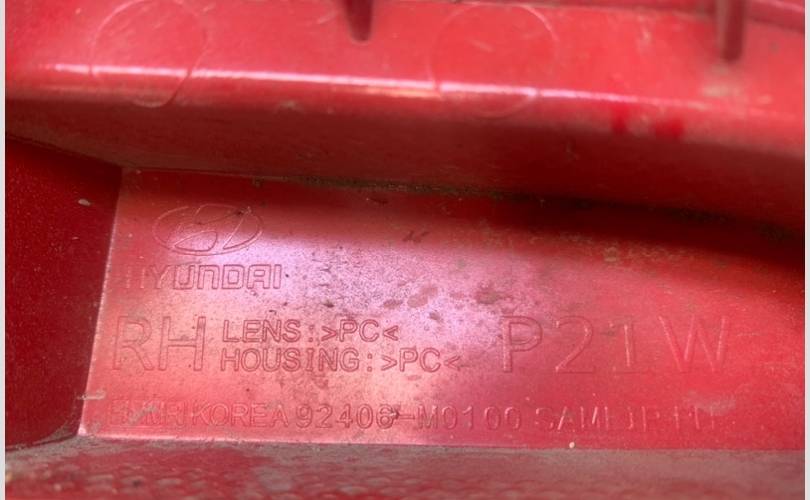 HYUNDAI
RH LENS:>PC< P21W
HOUSING:>PC<
KOREA 92406-M0100